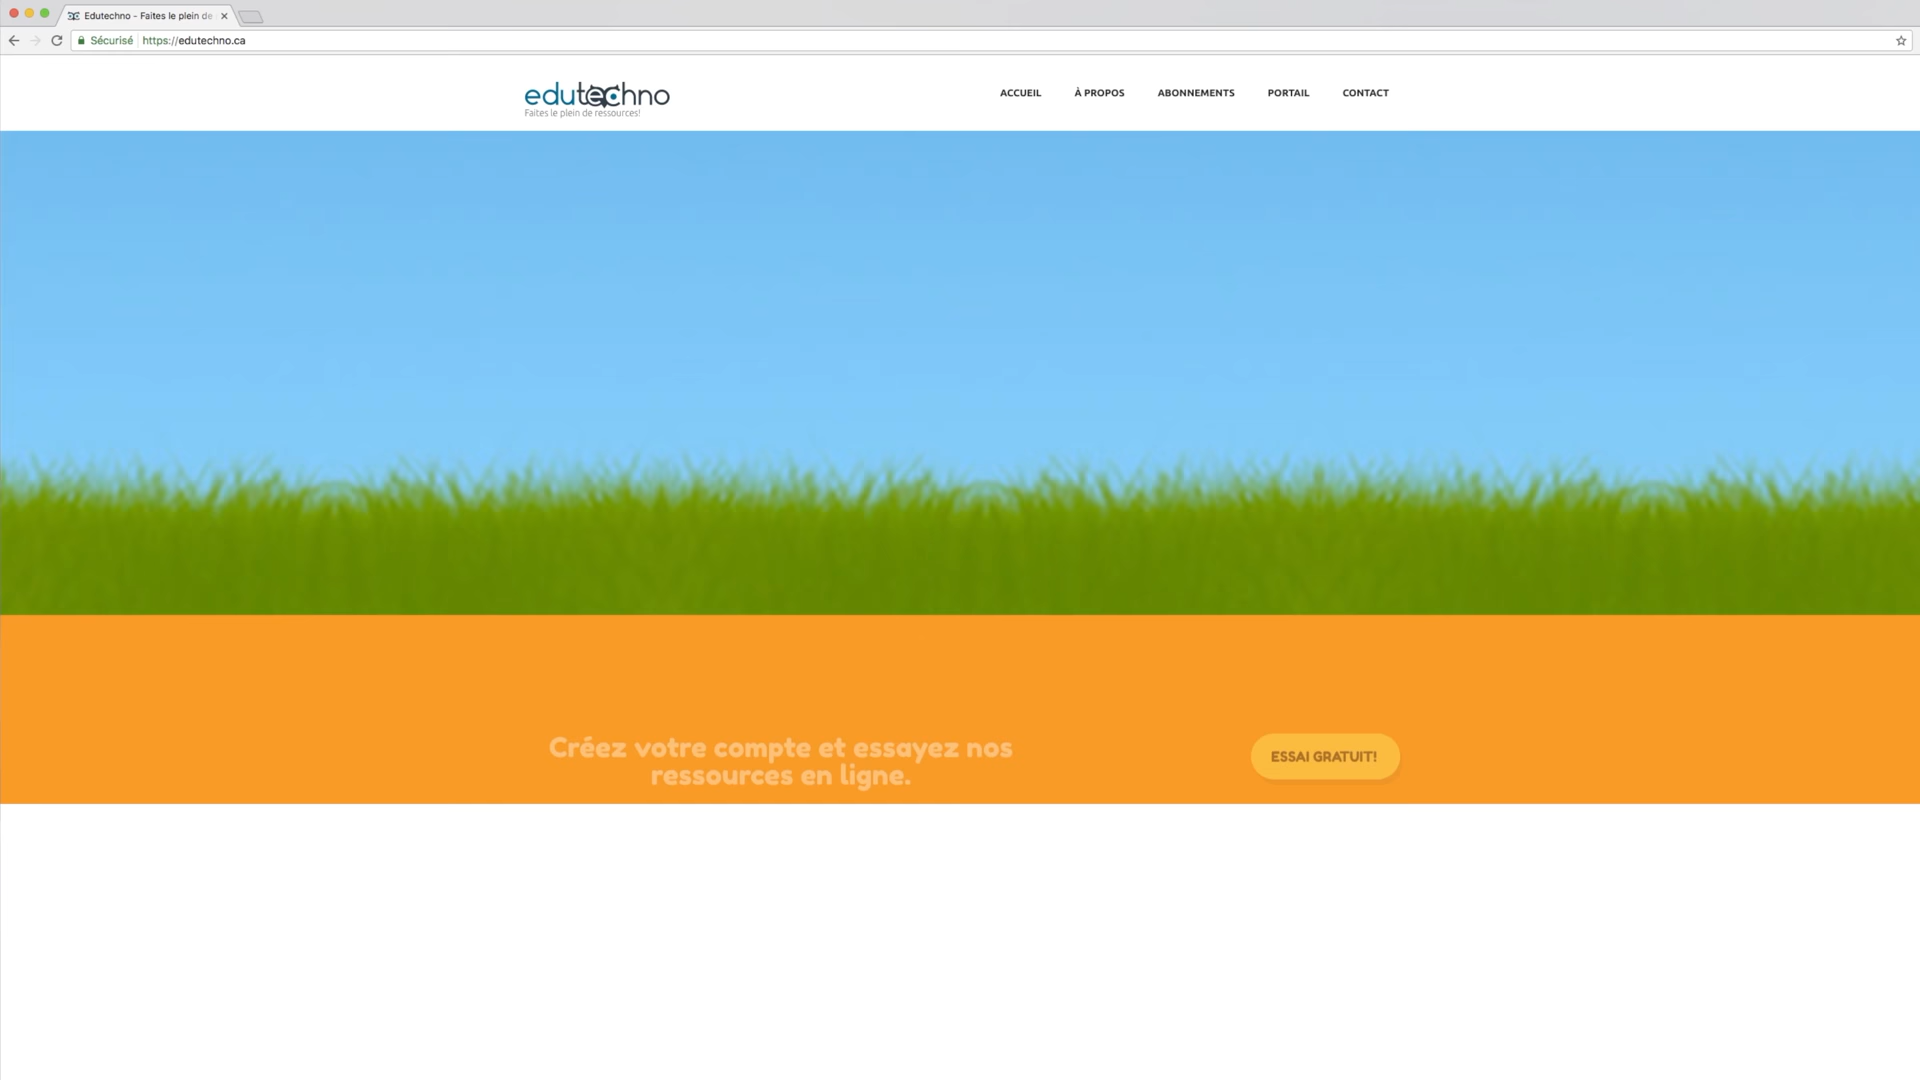 Edutechno - Faites le plein de
Sécurisé https://edutechno.ca
edutechno
Faites le plein de ressources!
ACCUEIL À PROPOS ABONNEMENTS PORTAIL CONTACT
Créez votre compte et essayez nos
ressources en ligne.
ESSAI GRATUIT!